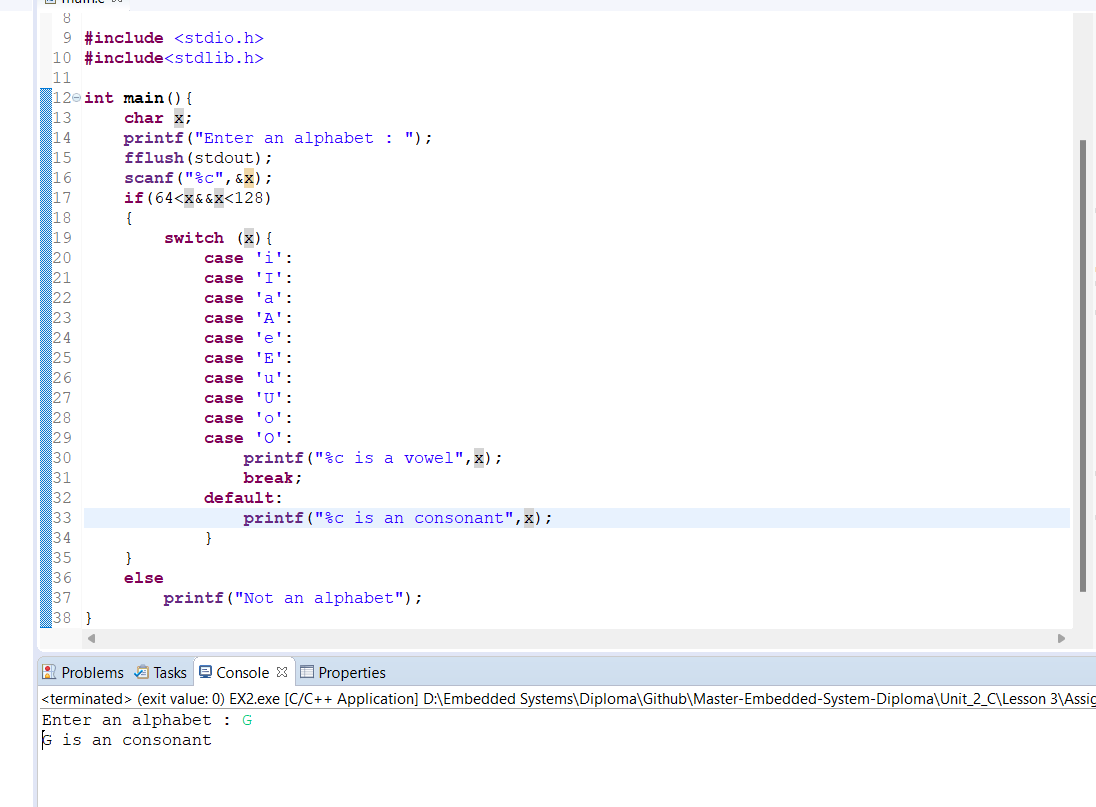 main.c
8
9 #include <stdio.h>
10 #include<stdlib.h>
11
12 int main(){
13     char x;
14     printf("Enter an alphabet : ");
15     fflush(stdout);
16     scanf("%c",&x);
17     if(64<x&&x<128)
18     {
19         switch (x){
20             case 'i':
21             case 'I':
22             case 'a':
23             case 'A':
24             case 'e':
25             case 'E':
26             case 'u':
27             case 'U':
28             case 'o':
29             case 'O':
30                 printf("%c is a vowel",x);
31                 break;
32             default:
33                 printf("%c is an consonant",x);
34             }
35     }
36     else
37         printf("Not an alphabet");
38 }
Problems Tasks Console Properties
<terminated> (exit value: 0) EX2.exe [C/C++ Application] D:\Embedded Systems\Diploma\Github\Master-Embedded-System-Diploma\Unit_2_C\Lesson 3\Assig
Enter an alphabet : G
G is an consonant